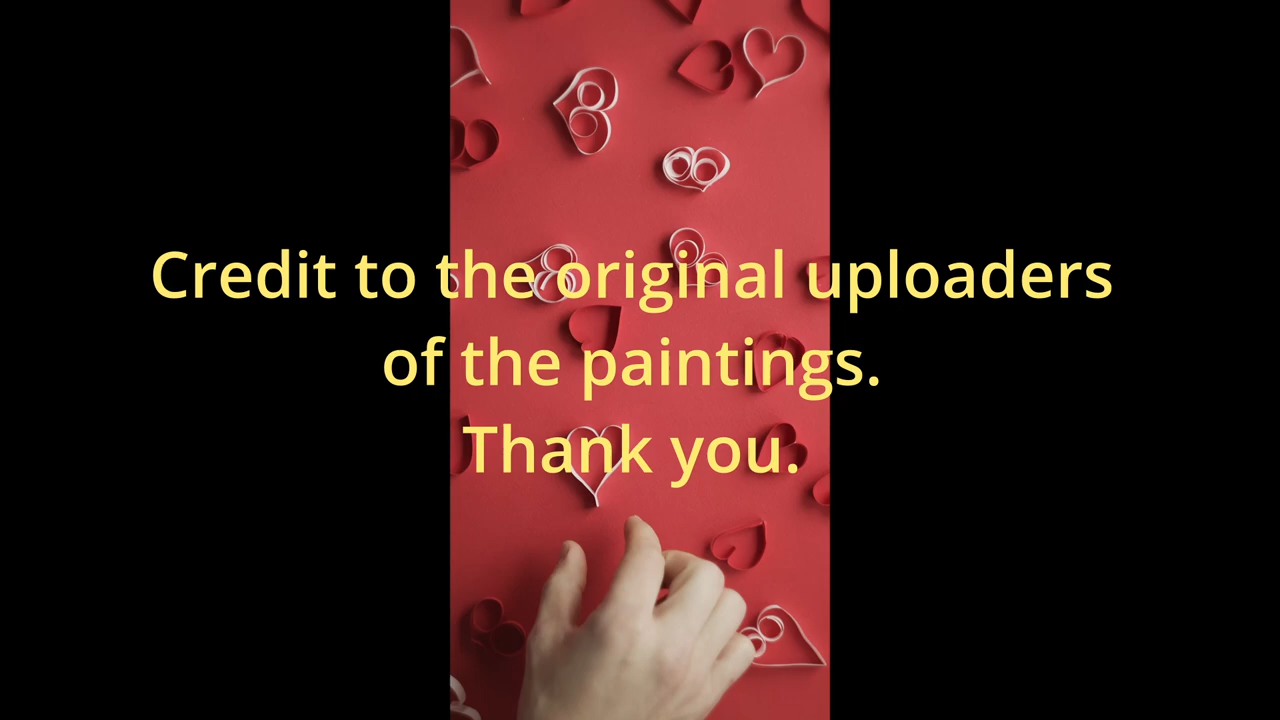 Credit to the original uploaders
of the paintings.
Thank you.